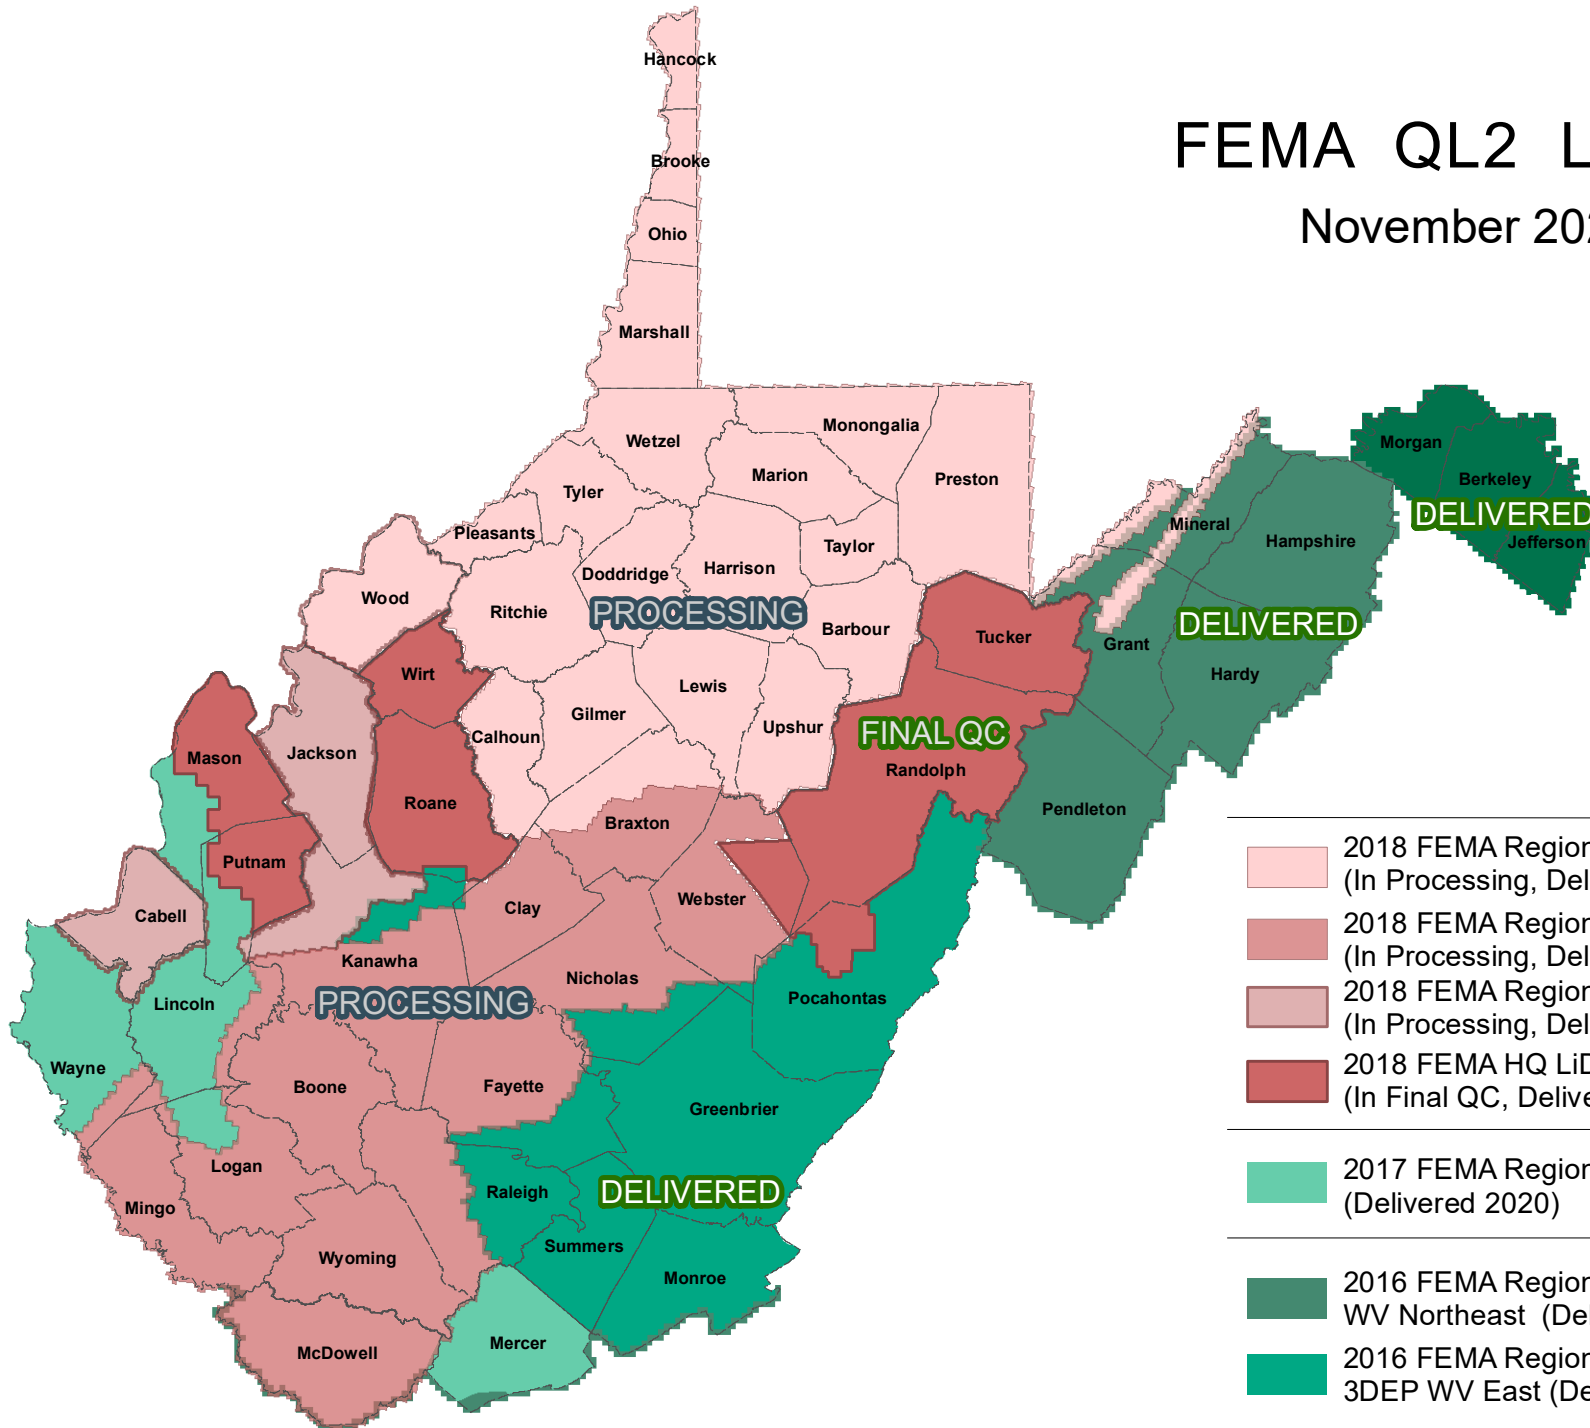 Hancock
FEMA QL2 L
Brooke
November 20
Ohio
Marshall
Wetzel
Monongalia
Morgan
Marion
Preston
Berkeley
Tyler
DELIVERED
Mineral
Pleasants
Hampshire
Jefferson
Taylor
Doddridge
Harrison
Wood
Ritchie
PROCESSING
Barbour
DELIVERED
Tucker
Grant
Wirt
Hardy
Lewis
Gilmer
Upshur
Calhoun
FINAL QC
Jackson
Mason
Randolph
Roane
Pendleton
Braxton
Putnam
Webster
Clay
Cabell
Kanawha
Nicholas
Pocahontas
PROCESSING
Lincoln
Wayne
Boone
Fayette
Greenbrier
Logan
Raleigh
DELIVERED
Mingo
Summers
Wyoming
Monroe
Mercer
McDowell
2018 FEMA Region
(In Processing, Del
2018 FEMA Region
(In Processing, Del
2018 FEMA Region
(In Processing, Del
2018 FEMA HQ LiD
(In Final QC, Delive
2017 FEMA Region
(Delivered 2020)
2016 FEMA Region
WV Northeast (De
2016 FEMA Region
3DEP WV East (De